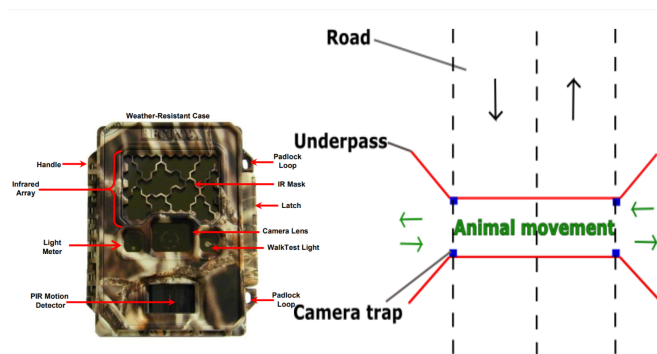 Weather-Resistant Case
Handle
Infrared
Array
Light
Meter
PIR Motion
Detector
Padlock
Loop
IR Mask
Latch
Camera Lens
WalkTest Light
Padlock
Loop
Road
Underpass
Animal movement
Camera trap